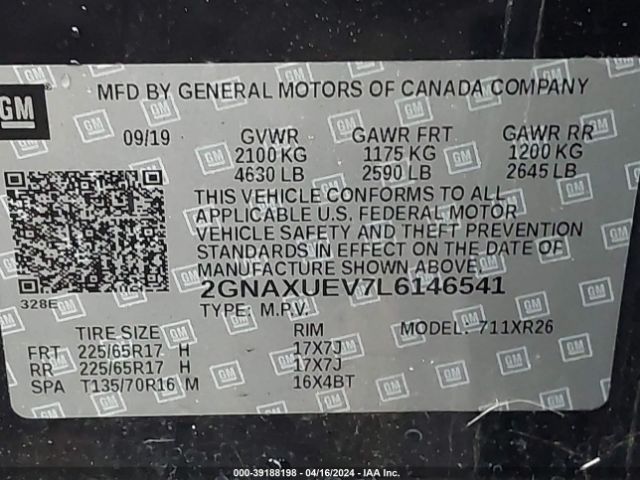 GM
MFD BY GENERAL MOTORS OF CANADA COMPANY
09/19 GVWR GAWR FRT GAWR RR
2100 KG 1175 KG 1200 KG
4630 LB 2590 LB 2645 LB
THIS VEHICLE CONFORMS TO ALL
APPLICABLE U.S. FEDERAL MOTOR
VEHICLE SAFETY AND THEFT PREVENTION
STANDARDS IN EFFECT ON THE DATE OF
MANUFACTURE SHOWN ABOVE.
328E 2GNAXUEV7L6146541
TYPE: M.P.V.
TIRE SIZE RIM MODEL: 711XR26
FRT 225/65R17 H 17X7J
RR 225/65R17 H 17X7J
SPA T135/70R16 M 16X4BT
000-39188198 - 04/16/2024 - IAA Inc.